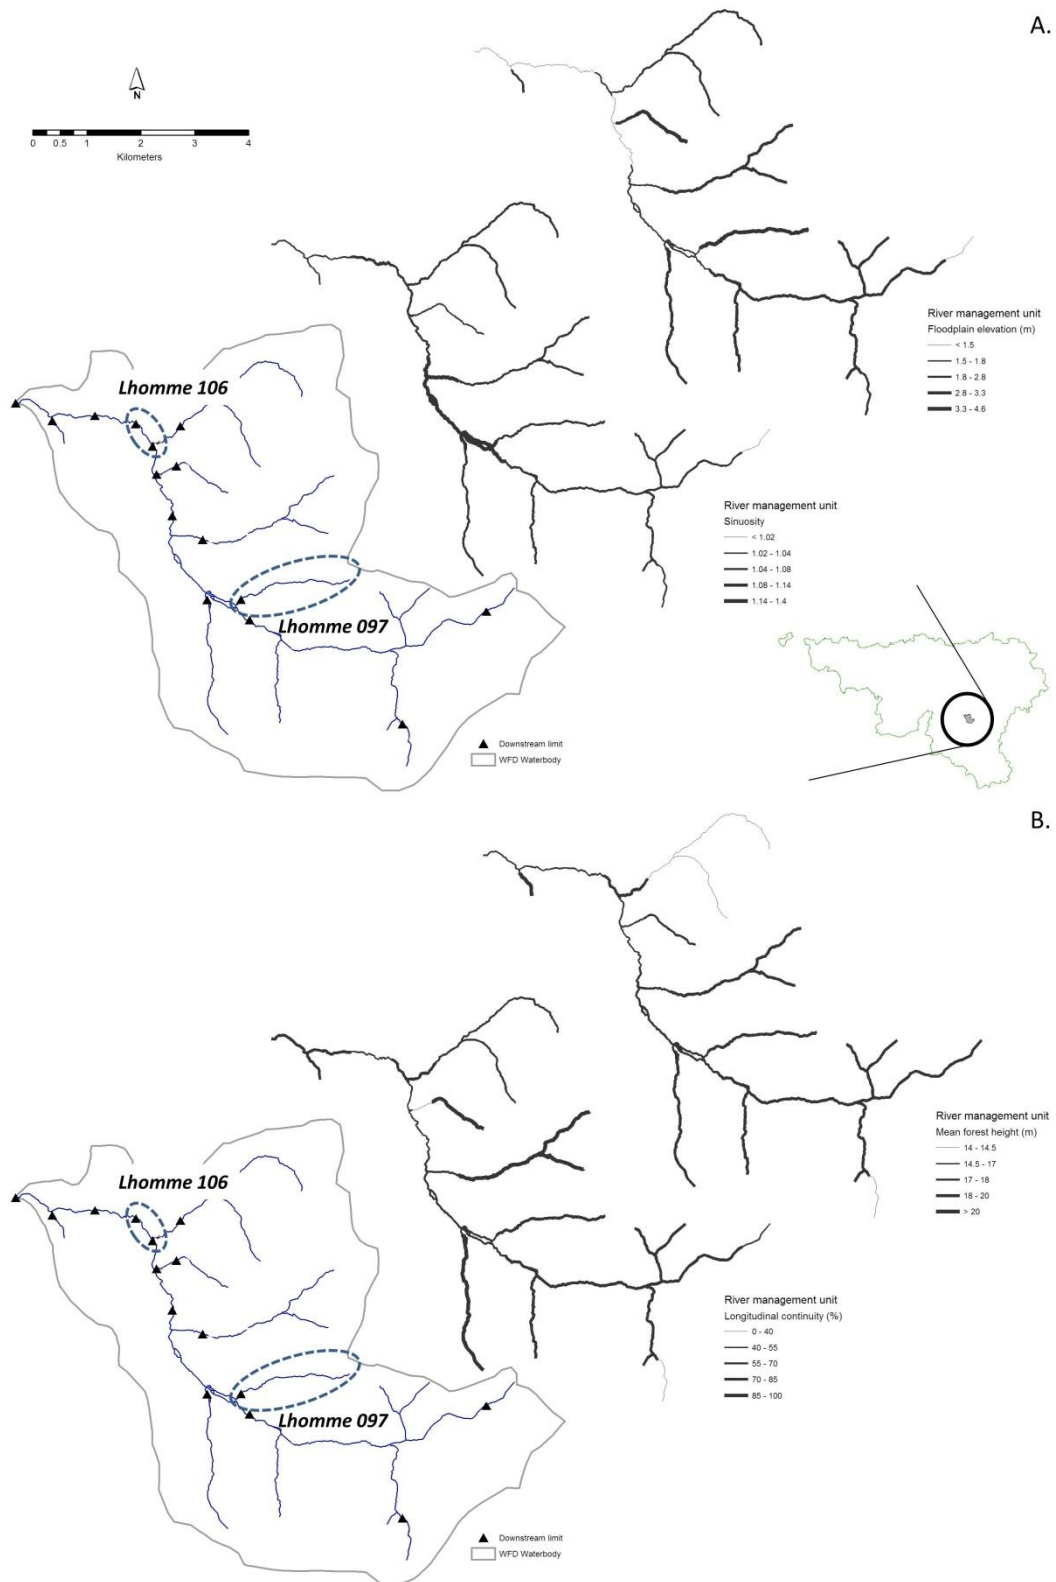 A.
N
0 0.5 1 2 3 4
Kilometers
River management unit
Floodplain elevation (m)
< 1.5
1.5 - 1.8
1.8 - 2.8
2.8 - 3.3
3.3 - 4.6
Lhomme 106
River management unit
Sinuosity
< 1.02
1.02 - 1.04
1.04 - 1.08
1.08 - 1.14
1.14 - 1.4
Lhomme 097
Downstream limit
WFD Waterbody
B.
River management unit
Mean forest height (m)
14 - 14.5
14.5 - 17
17 - 18
18 - 20
> 20
Lhomme 106
River management unit
Longitudinal continuity (%)
0 - 40
40 - 55
55 - 70
70 - 85
85 - 100
Lhomme 097
Downstream limit
WFD Waterbody